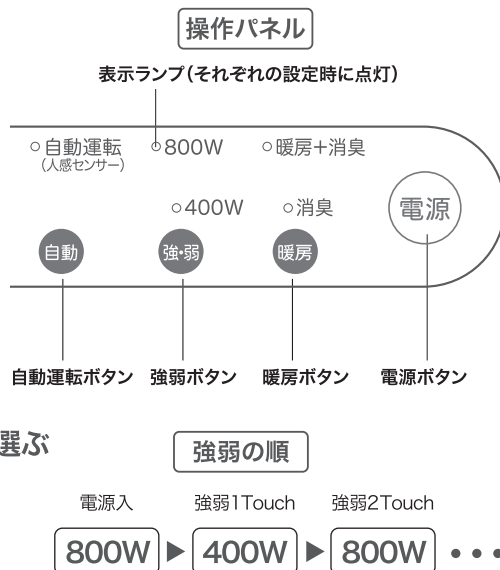 操作パネル
表示ランプ(それぞれの設定時に点灯)
自動運転 800W 暖房+消臭
(人感センサー)
400W 消臭
電源
自動 強・弱 暖房
自動運転ボタン 強弱ボタン 暖房ボタン 電源ボタン
選ぶ
強弱の順
電源入 強弱1Touch 強弱2Touch
800W ▶ 400W ▶ 800W •••